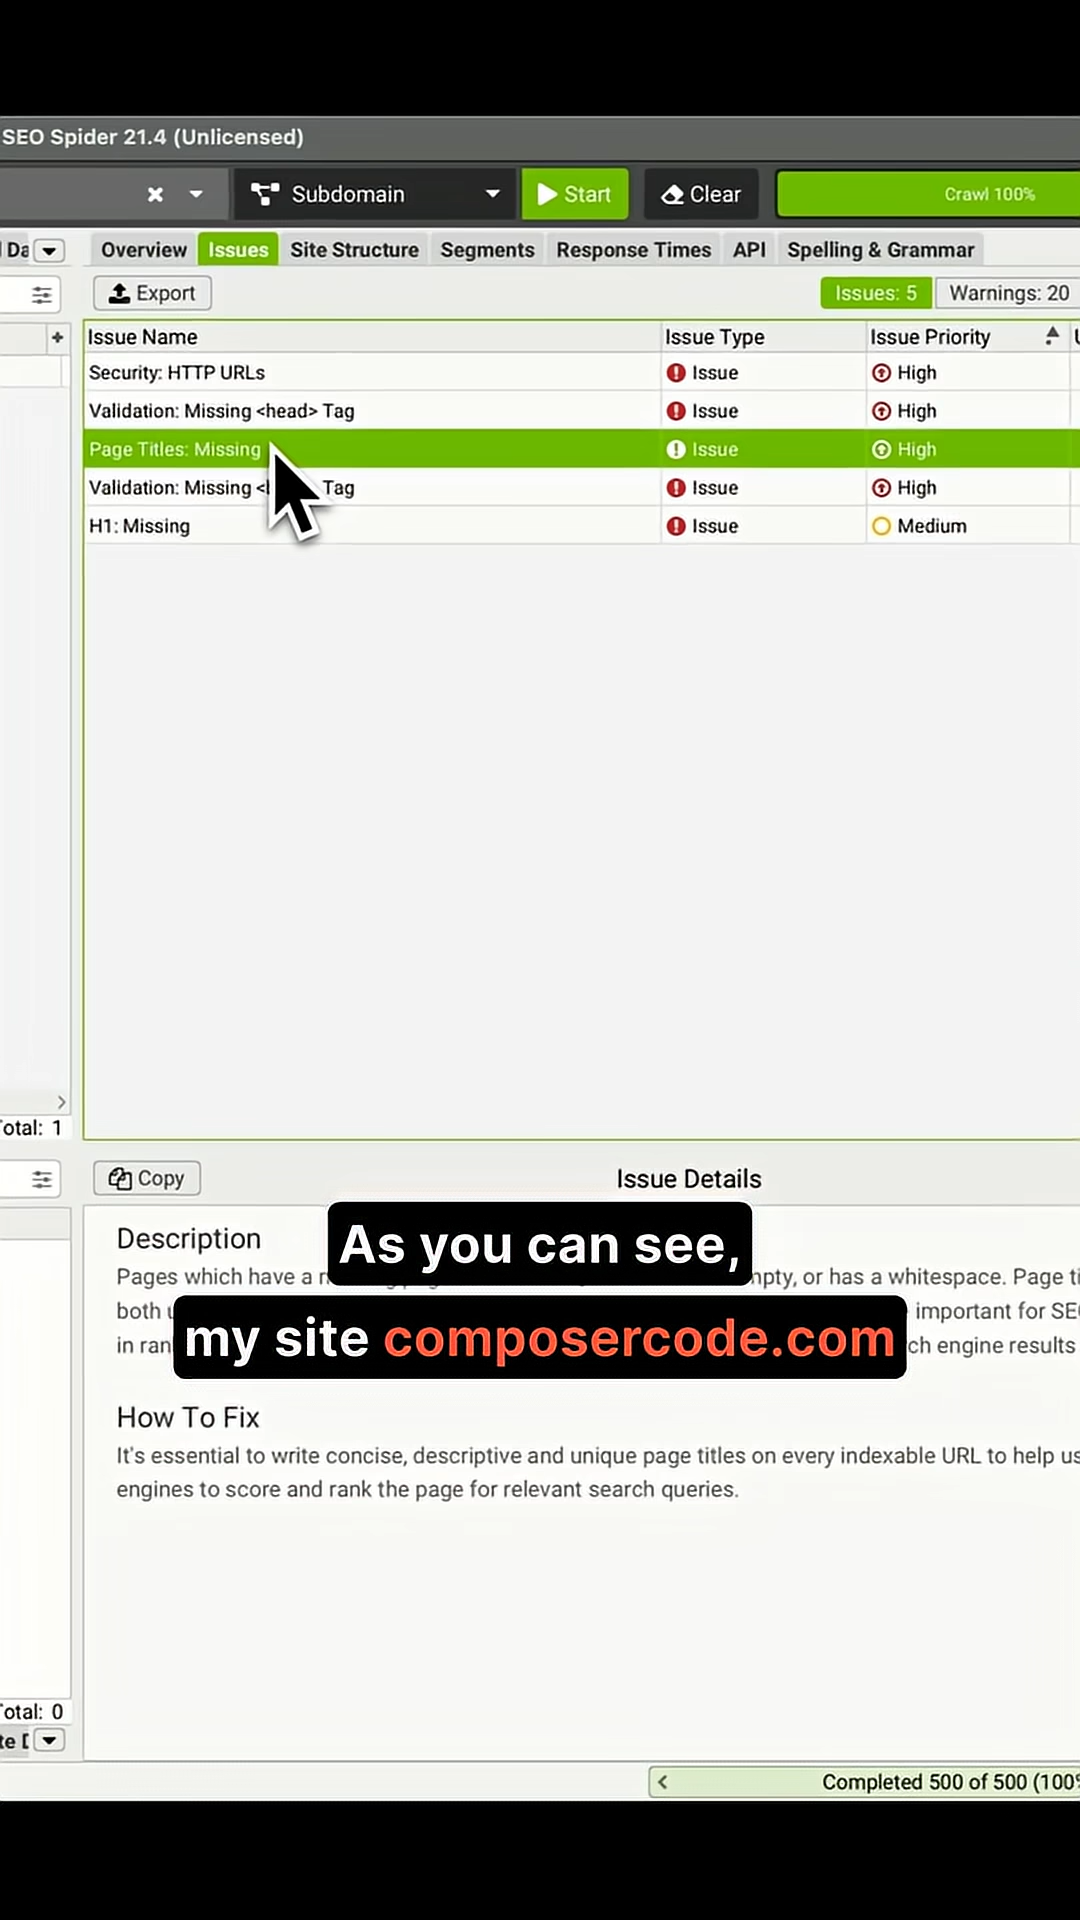 SEO Spider 21.4 (Unlicensed)
Subdomain
Start
Clear
Crawl 100%
Overview
Issues
Site Structure
Segments
Response Times
API
Spelling & Grammar
Export
Issues: 5
Warnings: 20
Issue Name Issue Type Issue Priority
Security: HTTP URLs Issue High
Validation: Missing <head> Tag Issue High
Page Titles: Missing Issue High
Validation: Missing < Tag Issue High
H1: Missing Issue Medium
Total: 1
Copy
Issue Details
Description
As you can see,
Pages which have a or has a whitespace. Page
both important for
my site composercode.com
in engine results
How To Fix
It's essential to write concise, descriptive and unique page titles on every indexable URL to help
engines to score and rank the page for relevant search queries.
Total: 0
Completed 500 of 500 (100%